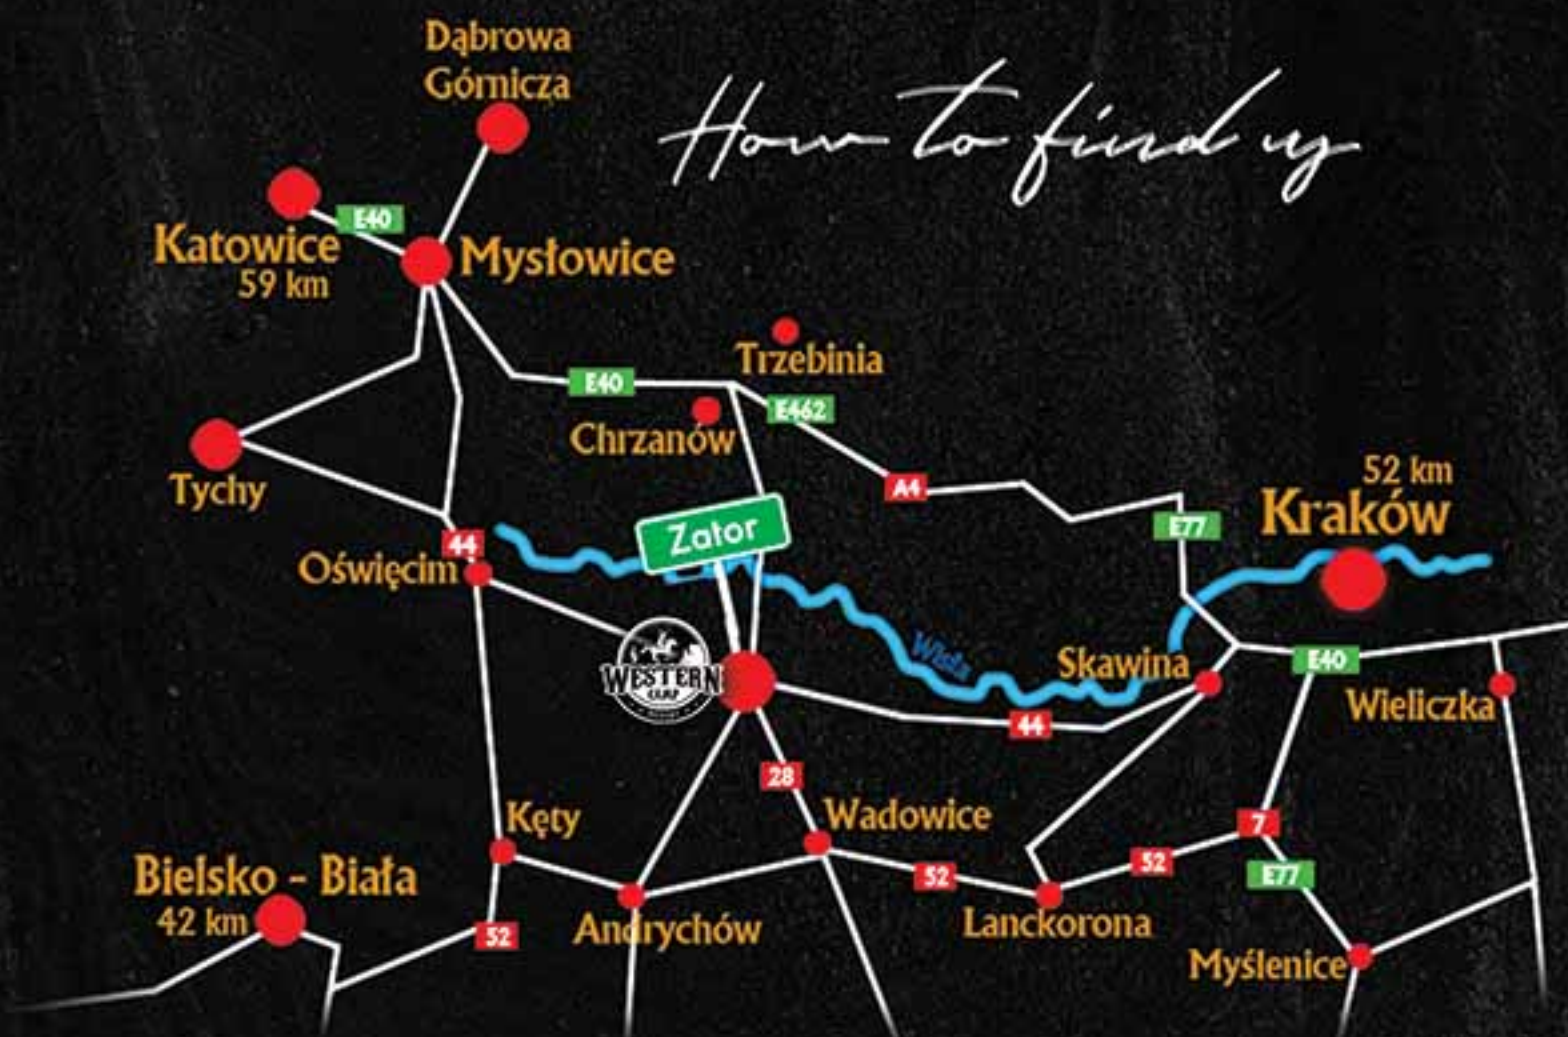 Dąbrowa
Górnicza
How to find us
E40
Katowice
59 km
Mysłowice
Trzebinia
E40
E462
Chrzanów
Tychy
A4
52 km
Kraków
E77
Zator
44
Oświęcim
WESTERN
CAMP
Wisła
Skawina
E40
Wieliczka
44
28
Kęty
Wadowice
7
Bielsko - Biała
42 km
52
52
52
E77
Andrychów
Lanckorona
Myślenice